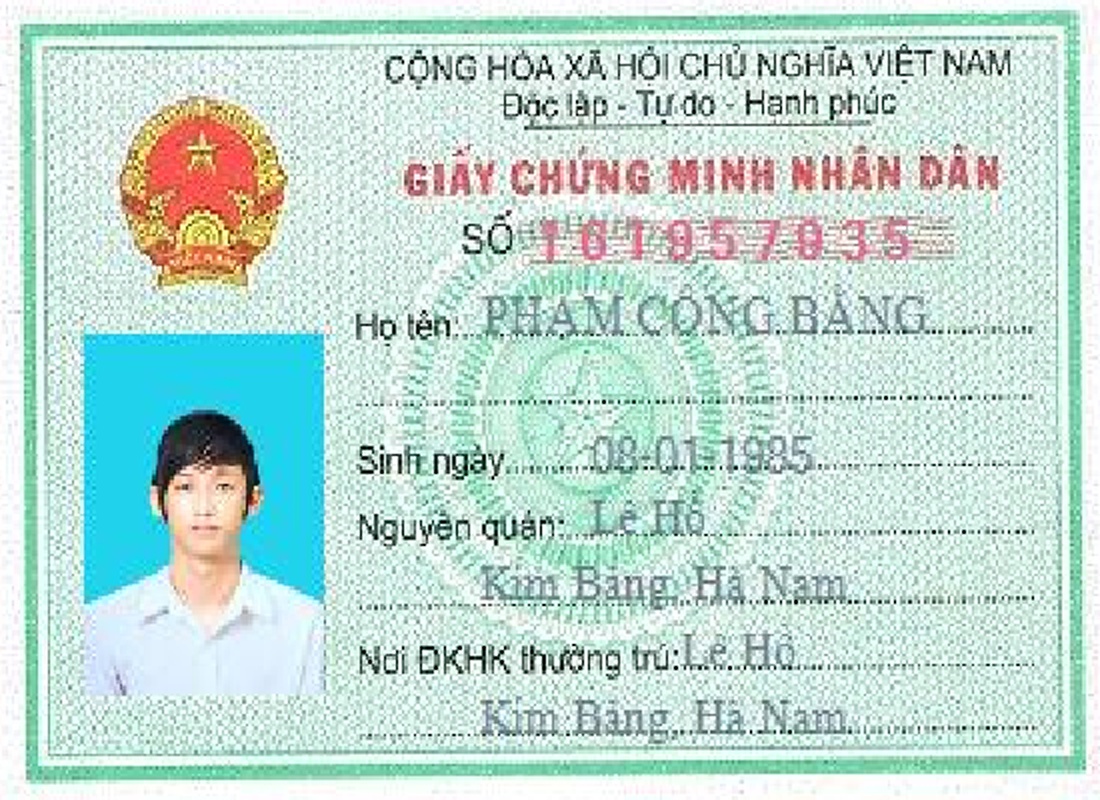 CỘNG HÒA XÃ HỘI CHỦ NGHĨA VIỆT NAM
Độc lập - Tự do - Hạnh phúc
GIẤY CHỨNG MINH NHÂN DÂN
SỐ 161957935
Họ tên: PHẠM CÔNG BẰNG
Sinh ngày 08-01-1985
Nguyên quán: Lê Hồ
Kim Bảng, Hà Nam
Nơi ĐKHK thường trú: Lê Hồ
Kim Bảng, Hà Nam